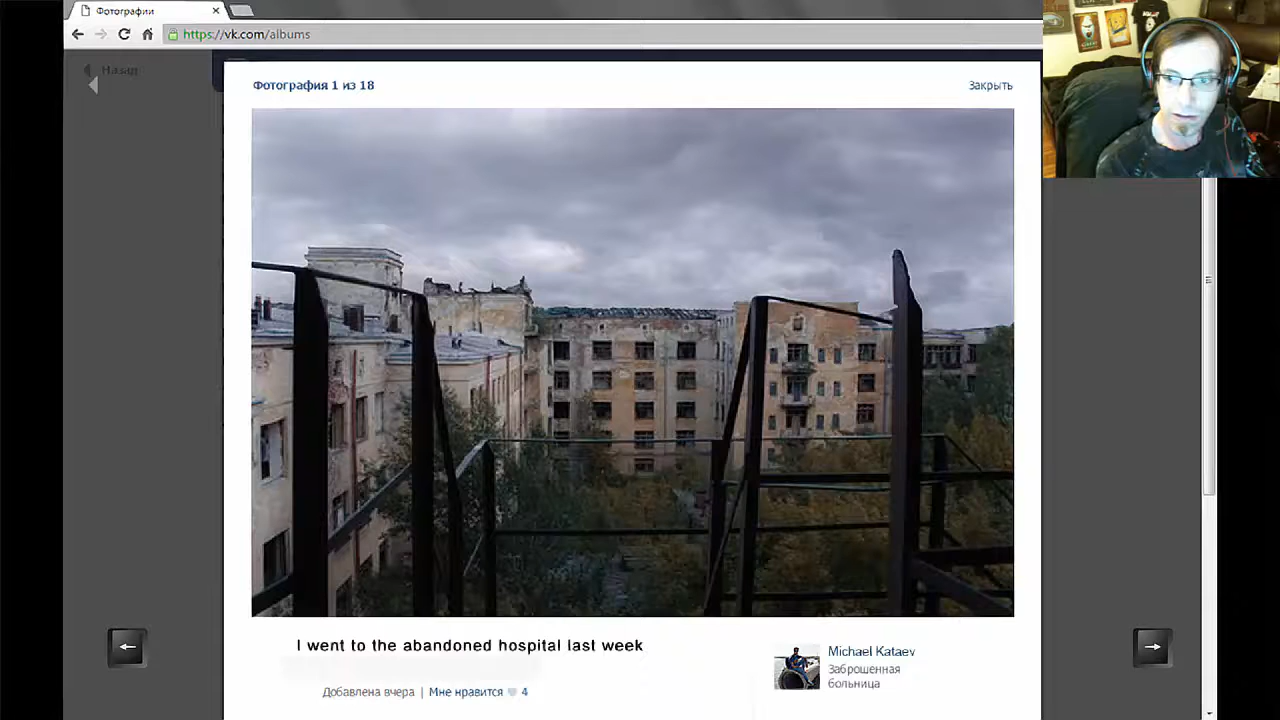 Фотографии
https://vk.com/albums
Назад
Фотография 1 из 18
Закрыть
I went to the abandoned hospital last week
Michael Kataev
Заброшенная
больница
Добавлена вчера | Мне нравится 4